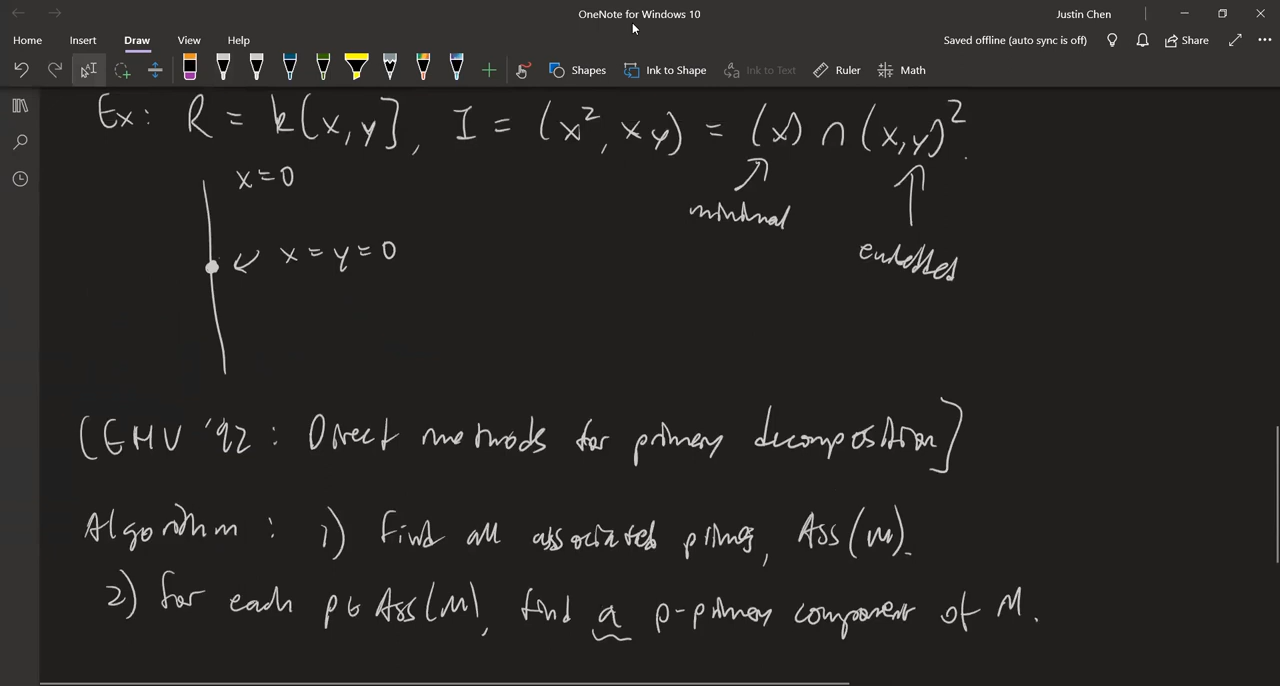 OneNote for Windows 10
Justin Chen
Home Insert Draw View Help
Saved offline (auto sync is off)
Share
Shapes
Ink to Shape
Ink to Text
Ruler
Math
Ex: R = k[x,y], I = (x², xy) = (x) ∩ (x,y)².
x=0
minimal
x = y = 0
embedded
[EHV '92: Direct methods for primary decomposition]
Algorithm: 1) Find all associated primes, Ass(M).
2) For each p ∈ Ass(M), find a p-primary component of M.